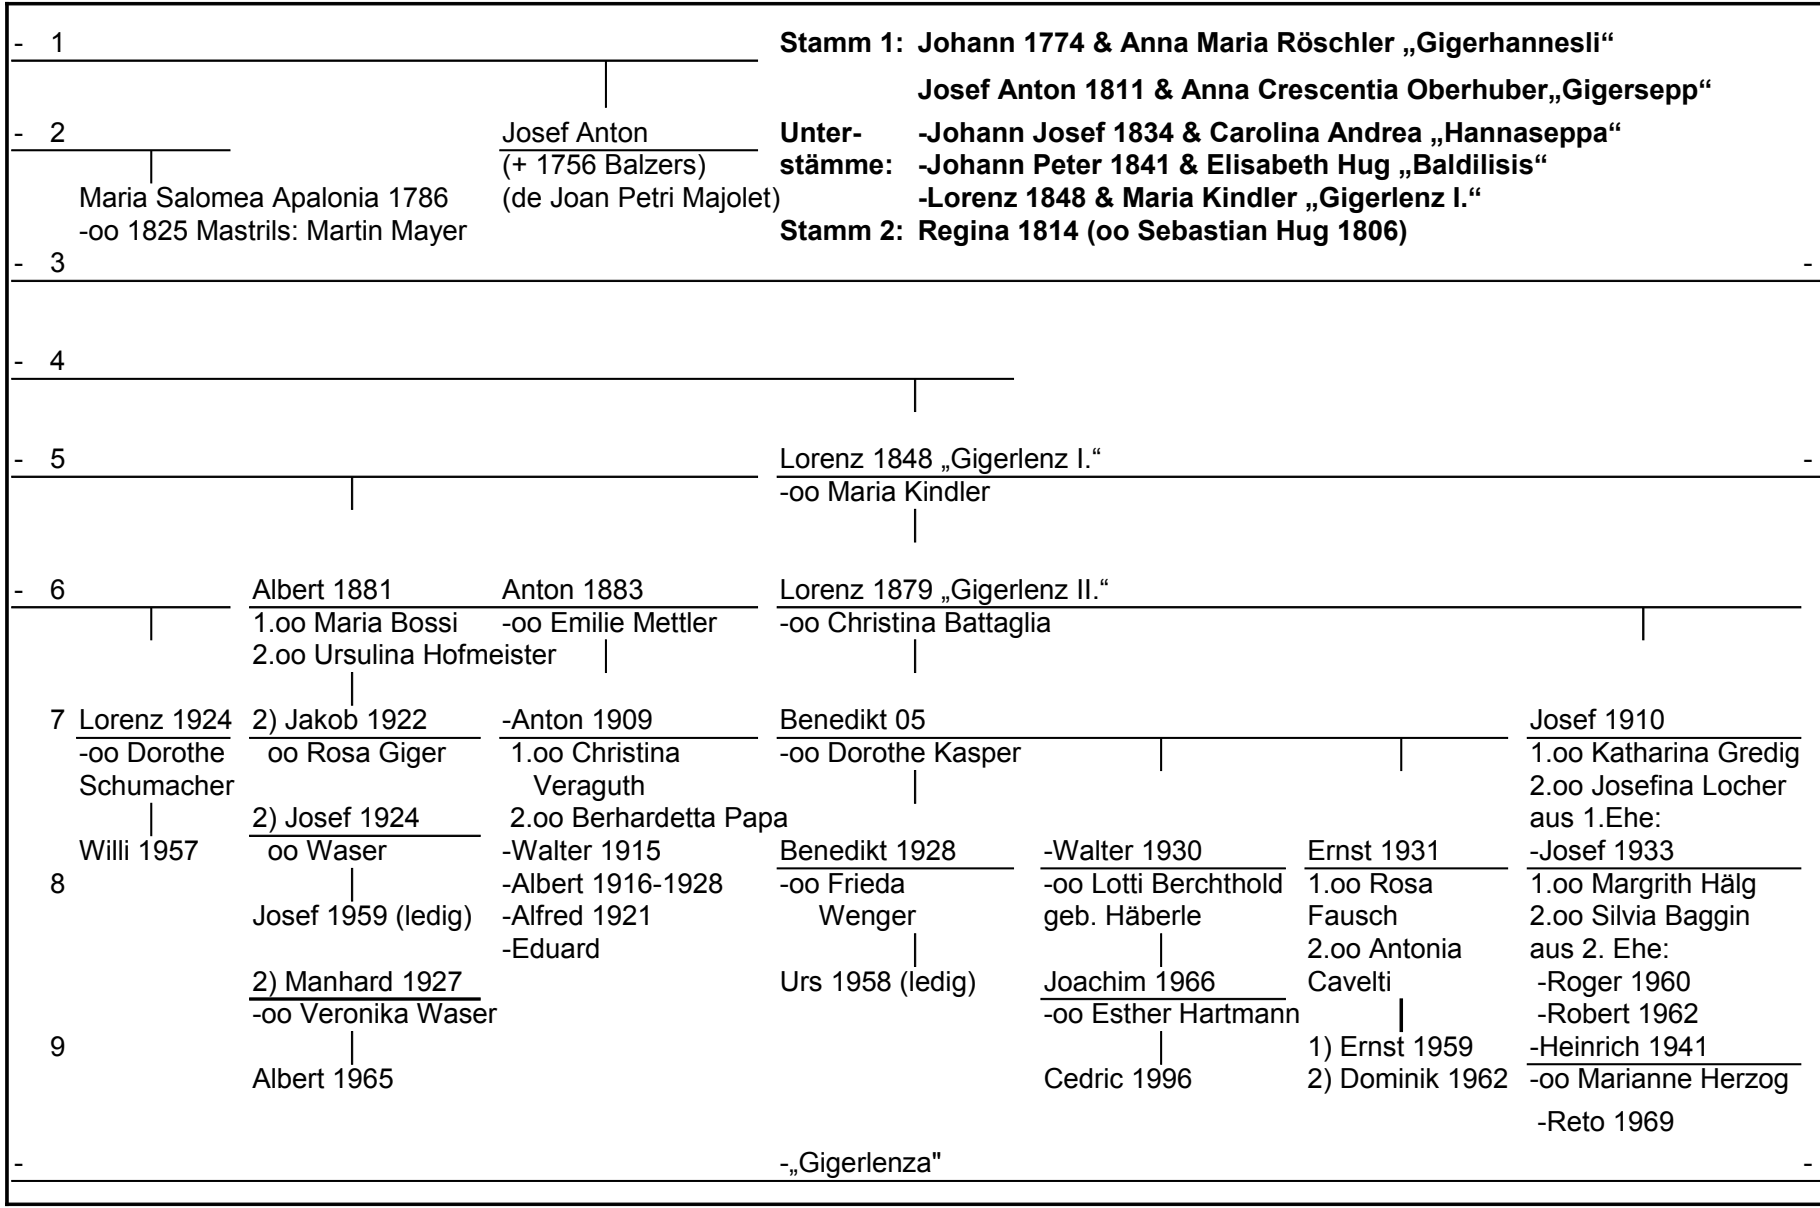 - 1
Stamm 1: Johann 1774 & Anna Maria Röschler „Gigerhannesli“
Josef Anton 1811 & Anna Crescentia Oberhuber„Gigersepp“
- 2
Josef Anton
(+ 1756 Balzers)
(de Joan Petri Majolet)
Unter- -Johann Josef 1834 & Carolina Andrea „Hannaseppa“
stämme: -Johann Peter 1841 & Elisabeth Hug „Baldilisis“
-Lorenz 1848 & Maria Kindler „Gigerlenz I.“
Stamm 2: Regina 1814 (oo Sebastian Hug 1806)
Maria Salomea Apalonia 1786
-oo 1825 Mastrils: Martin Mayer
- 3 -
- 4
- 5
Lorenz 1848 „Gigerlenz I.“ -
-oo Maria Kindler
- 6
Albert 1881
1.oo Maria Bossi
2.oo Ursulina Hofmeister
Anton 1883
-oo Emilie Mettler
Lorenz 1879 „Gigerlenz II.“
-oo Christina Battaglia
7
Lorenz 1924
-oo Dorothe
Schumacher
Willi 1957
2) Jakob 1922
oo Rosa Giger
2) Josef 1924
oo Waser
Josef 1959 (ledig)
2) Manhard 1927
-oo Veronika Waser
Albert 1965
-Anton 1909
1.oo Christina
Veraguth
2.oo Berhardetta Papa
-Walter 1915
-Albert 1916-1928
-Alfred 1921
-Eduard
Benedikt 05
-oo Dorothe Kasper
8
Benedikt 1928
-oo Frieda
Wenger
Urs 1958 (ledig)
-Walter 1930
-oo Lotti Berchthold
geb. Häberle
Joachim 1966
-oo Esther Hartmann
Cedric 1996
Ernst 1931
1.oo Rosa
Fausch
2.oo Antonia
Cavelti
1) Ernst 1959
2) Dominik 1962
Josef 1910
1.oo Katharina Gredig
2.oo Josefina Locher
aus 1.Ehe:
-Josef 1933
1.oo Margrith Hälg
2.oo Silvia Baggin
aus 2. Ehe:
-Roger 1960
-Robert 1962
9
-Heinrich 1941
-oo Marianne Herzog
-Reto 1969
- -„Gigerlenza" -